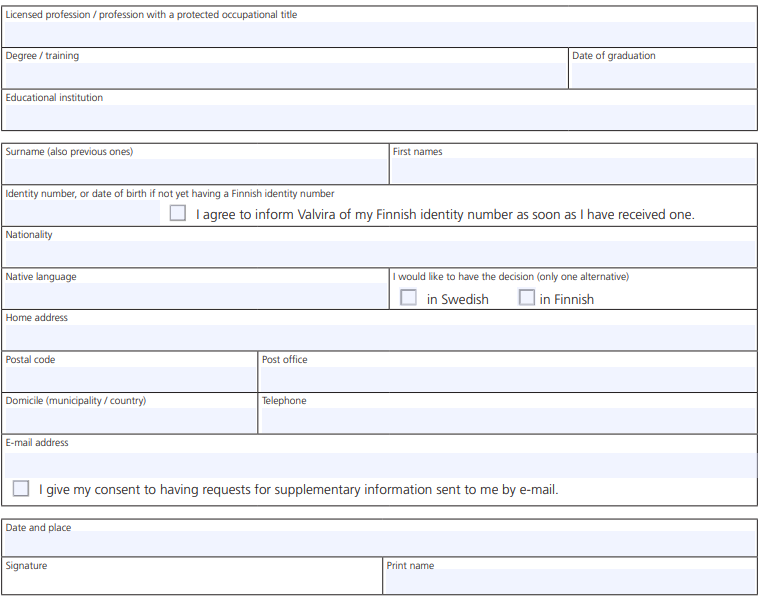 Licensed profession / profession with a protected occupational title
Degree / training
Date of graduation
Educational institution
Surname (also previous ones)
First names
Identity number, or date of birth if not yet having a Finnish identity number
I agree to inform Valvira of my Finnish identity number as soon as I have received one.
Nationality
Native language
I would like to have the decision (only one alternative)
in Swedish
in Finnish
Home address
Postal code
Post office
Domicile (municipality / country)
Telephone
E-mail address
I give my consent to having requests for supplementary information sent to me by e-mail.
Date and place
Signature
Print name